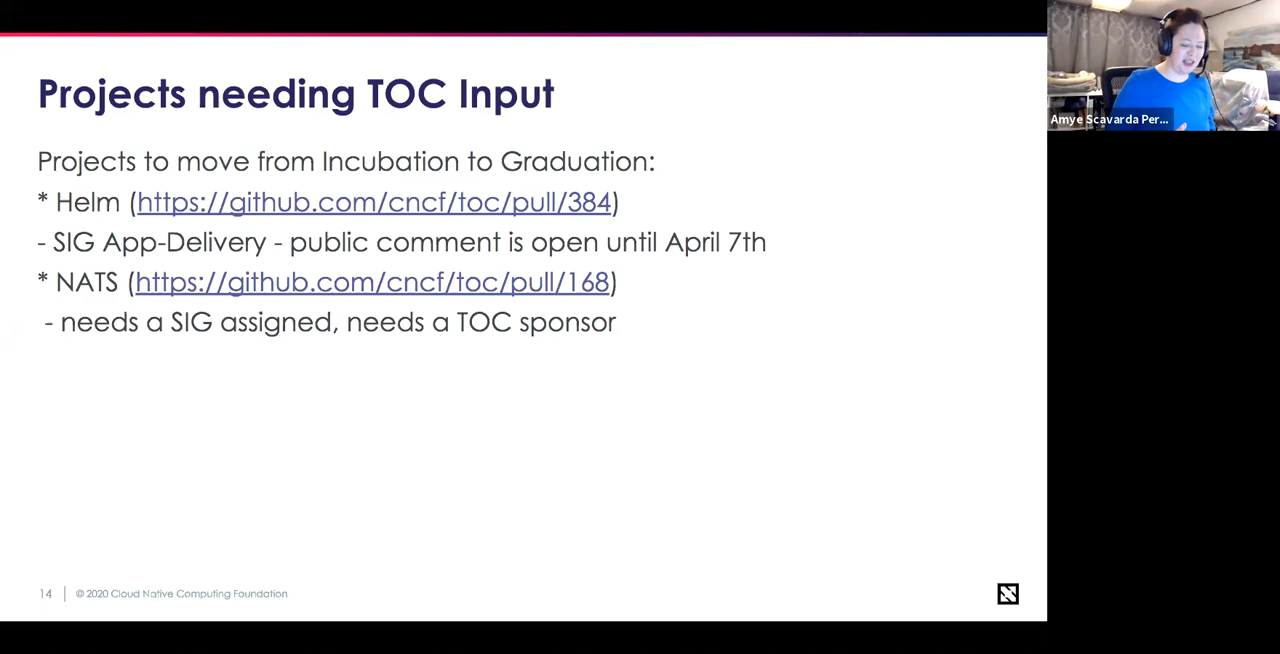 Projects needing TOC Input
Projects to move from Incubation to Graduation:
* Helm (https://github.com/cncf/toc/pull/384)
- SIG App-Delivery - public comment is open until April 7th
* NATS (https://github.com/cncf/toc/pull/168)
- needs a SIG assigned, needs a TOC sponsor
14 | © 2020 Cloud Native Computing Foundation
Amye Scavarda Per...